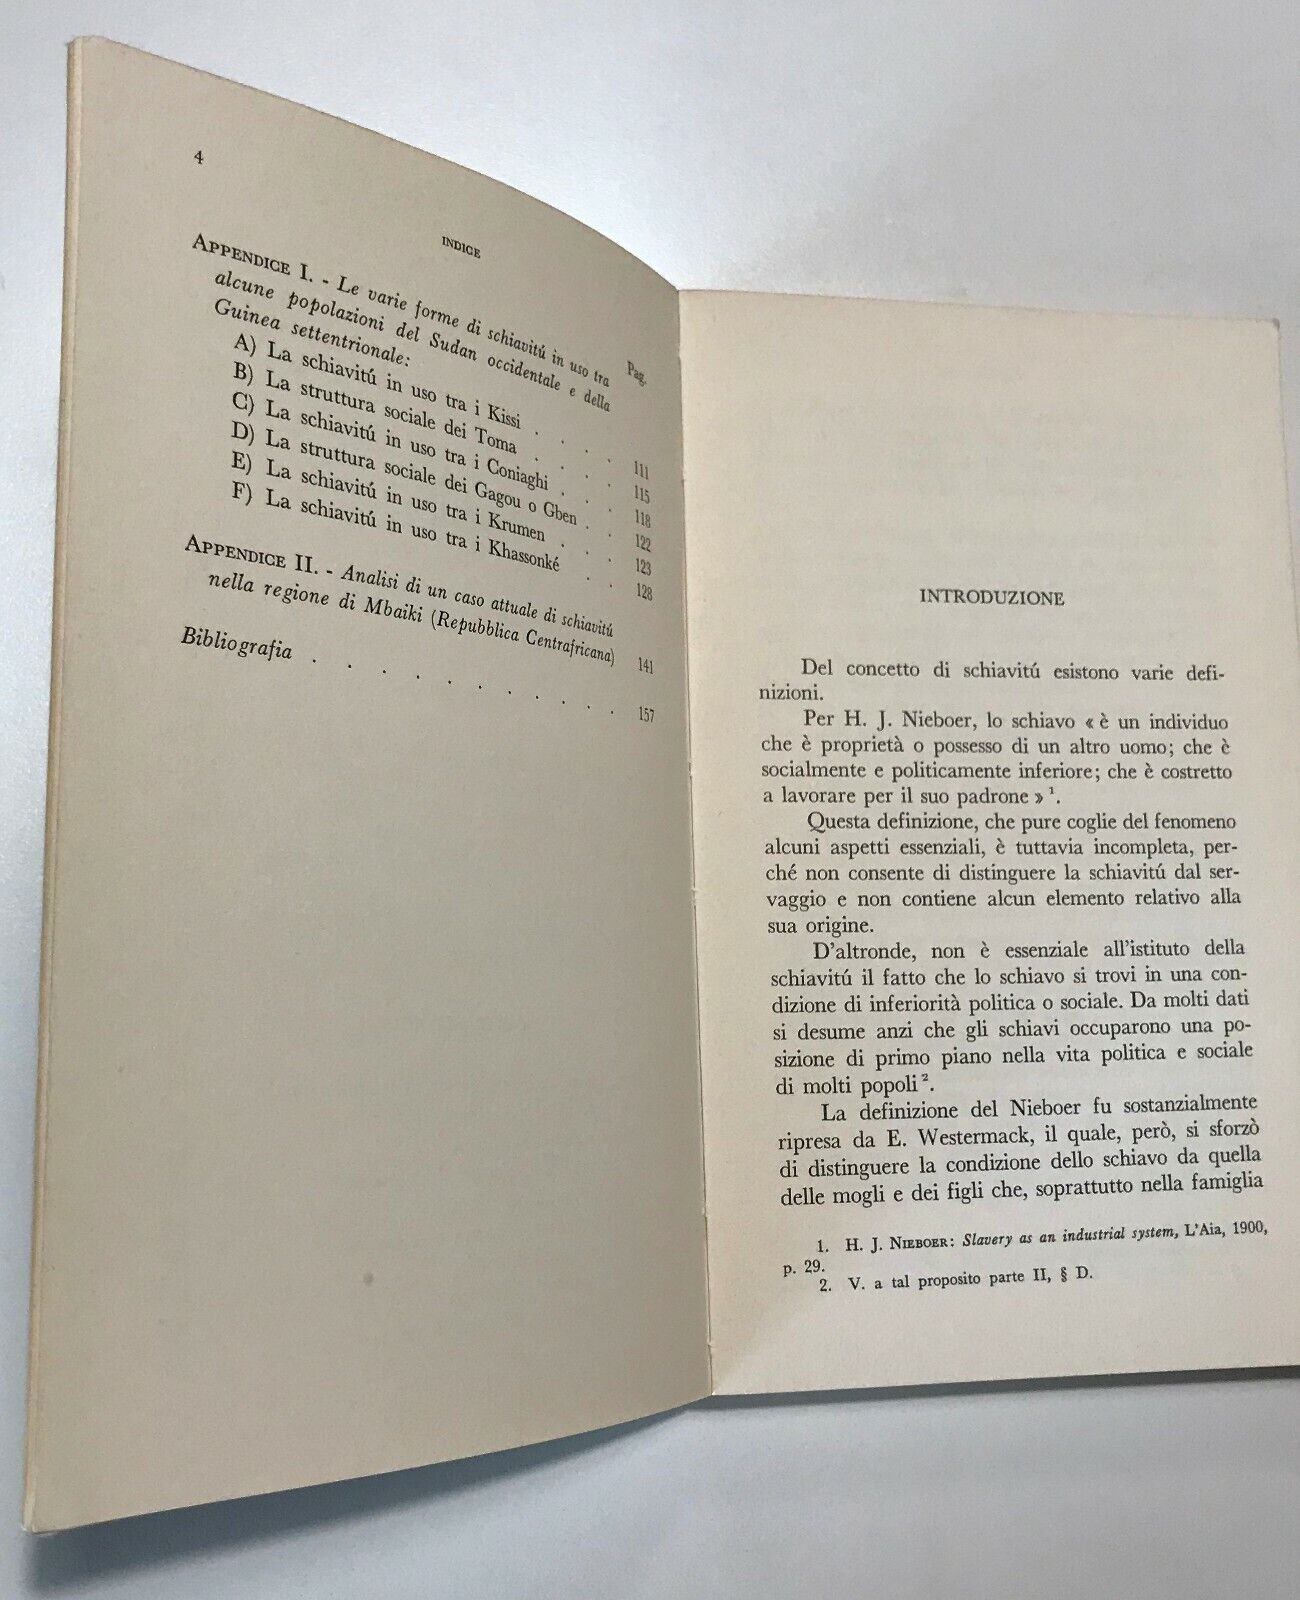 4
INDICE
Pag.
APPENDICE I. - Le varie forme di schiavitú in uso tra
alcune popolazioni del Sudan occidentale e della
Guinea settentrionale:
A) La schiavitú in uso tra i Kissi . . . . 111
B) La struttura sociale dei Toma . . . . 115
C) La schiavitú in uso tra i Coniaghi . . . 118
D) La struttura sociale dei Gagou o Gben . . 122
E) La schiavitú in uso tra i Krumen . . . 123
F) La schiavitú in uso tra i Khassonké . . 128
APPENDICE II. - Analisi di un caso attuale di schiavitú
nella regione di Mbaiki (Repubblica Centrafricana) 141
Bibliografia . . . . . . . . . . 157
INTRODUZIONE
Del concetto di schiavitú esistono varie defi-
nizioni.
Per H. J. Nieboer, lo schiavo « è un individuo
che è proprietà o possesso di un altro uomo; che è
socialmente e politicamente inferiore; che è costretto
a lavorare per il suo padrone » ¹.
Questa definizione, che pure coglie del fenomeno
alcuni aspetti essenziali, è tuttavia incompleta, per-
ché non consente di distinguere la schiavitú dal ser-
vaggio e non contiene alcun elemento relativo alla
sua origine.
D'altronde, non è essenziale all'istituto della
schiavitú il fatto che lo schiavo si trovi in una con-
dizione di inferiorità politica o sociale. Da molti dati
si desume anzi che gli schiavi occuparono una po-
sizione di primo piano nella vita politica e sociale
di molti popoli ².
La definizione del Nieboer fu sostanzialmente
ripresa da E. Westermack, il quale, però, si sforzò
di distinguere la condizione dello schiavo da quella
delle mogli e dei figli che, soprattutto nella famiglia
1. H. J. NIEBOER: Slavery as an industrial system, L'Aia, 1900,
p. 29.
2. V. a tal proposito parte II, § D.